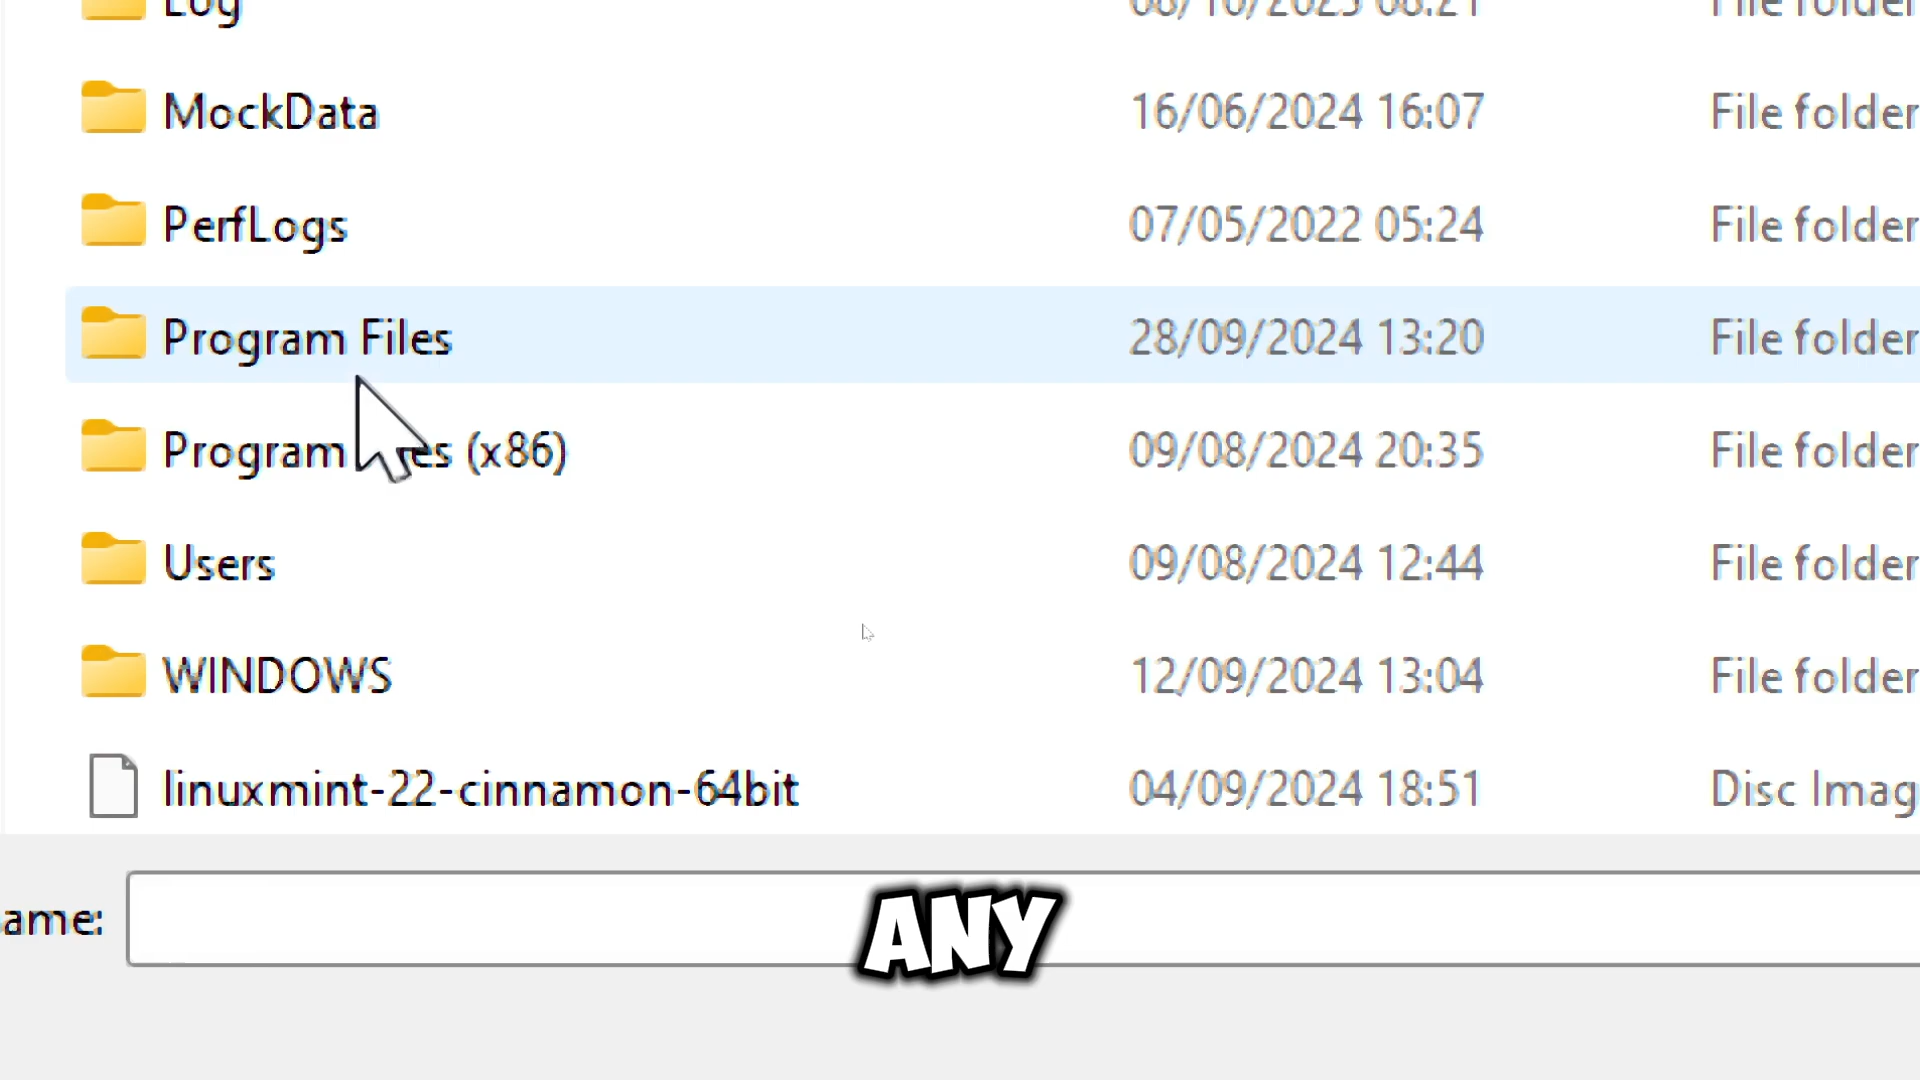 Log 08/10/2023 08:21 File folder
MockData 16/06/2024 16:07 File folder
PerfLogs 07/05/2022 05:24 File folder
Program Files 28/09/2024 13:20 File folder
Program es (x86) 09/08/2024 20:35 File folder
Users 09/08/2024 12:44 File folder
WINDOWS 12/09/2024 13:04 File folder
linuxmint-22-cinnamon-64bit 04/09/2024 18:51 Disc Imag
ame:
ANY